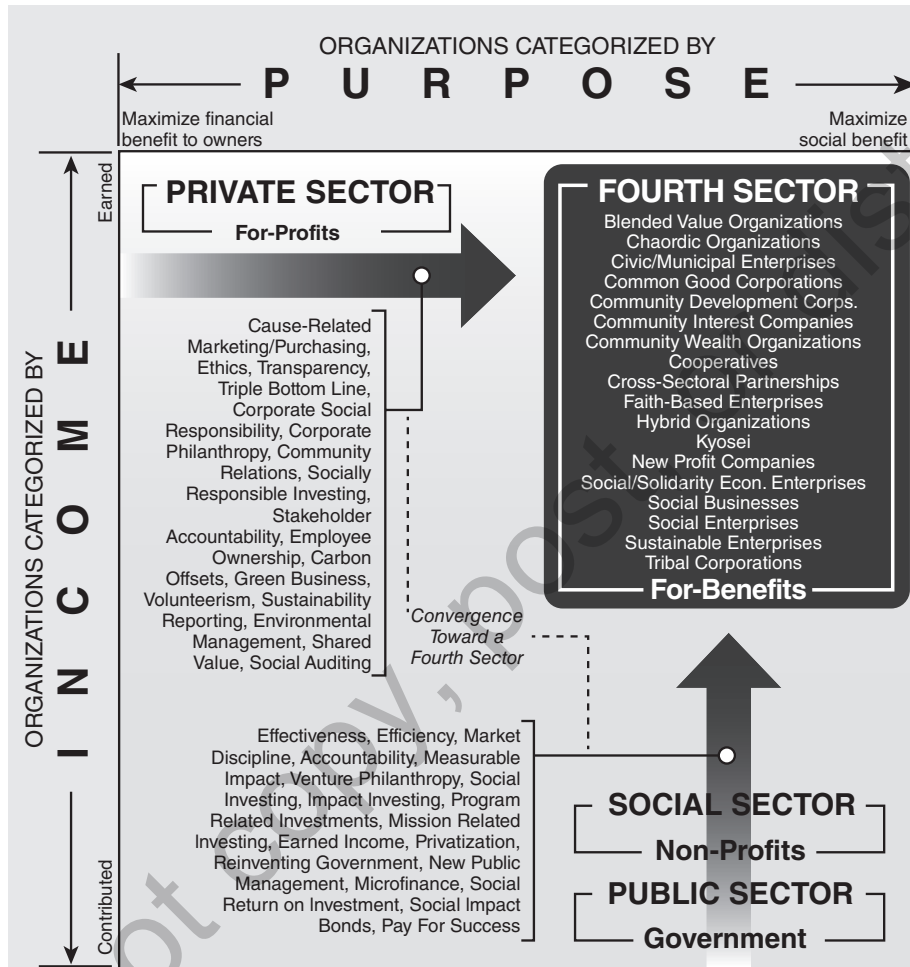 ORGANIZATIONS CATEGORIZED BY
PURPOSE
Maximize financial
benefit to owners
Maximize
social benefit
ORGANIZATIONS CATEGORIZED BY
INCOME
Earned
Contributed
PRIVATE SECTOR
For-Profits
Cause-Related
Marketing/Purchasing,
Ethics, Transparency,
Triple Bottom Line,
Corporate Social
Responsibility, Corporate
Philanthropy, Community
Relations, Socially
Responsible Investing,
Stakeholder
Accountability, Employee
Ownership, Carbon
Offsets, Green Business,
Volunteerism, Sustainability
Reporting, Environmental
Management, Shared
Value, Social Auditing
FOURTH SECTOR
Blended Value Organizations
Chaordic Organizations
Civic/Municipal Enterprises
Common Good Corporations
Community Development Corps.
Community Interest Companies
Community Wealth Organizations
Cooperatives
Cross-Sectoral Partnerships
Faith-Based Enterprises
Hybrid Organizations
Kyosei
New Profit Companies
Social/Solidarity Econ. Enterprises
Social Businesses
Social Enterprises
Sustainable Enterprises
Tribal Corporations
For-Benefits
Convergence
Toward a
Fourth Sector
Effectiveness, Efficiency, Market
Discipline, Accountability, Measurable
Impact, Venture Philanthropy, Social
Investing, Impact Investing, Program
Related Investments, Mission Related
Investing, Earned Income, Privatization,
Reinventing Government, New Public
Management, Microfinance, Social
Return on Investment, Social Impact
Bonds, Pay For Success
SOCIAL SECTOR
Non-Profits
PUBLIC SECTOR
Government
ot copy, post, or dist